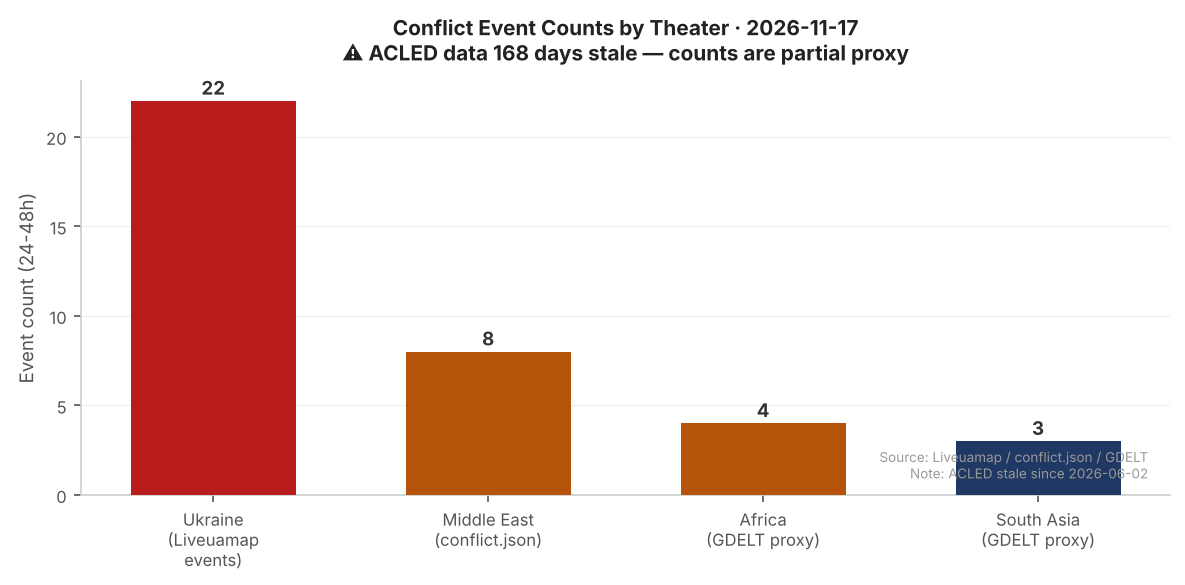 Conflict Event Counts by Theater · 2026-11-17
⚠ ACLED data 168 days stale — counts are partial proxy
Event count (24-48h)
20
15
10
5
0
22
8
4
3
Source: Liveuamap / conflict.json / GDELT
Note: ACLED stale since 2026-06-02
Ukraine
(Liveuamap
events)
Middle East
(conflict.json)
Africa
(GDELT proxy)
South Asia
(GDELT proxy)